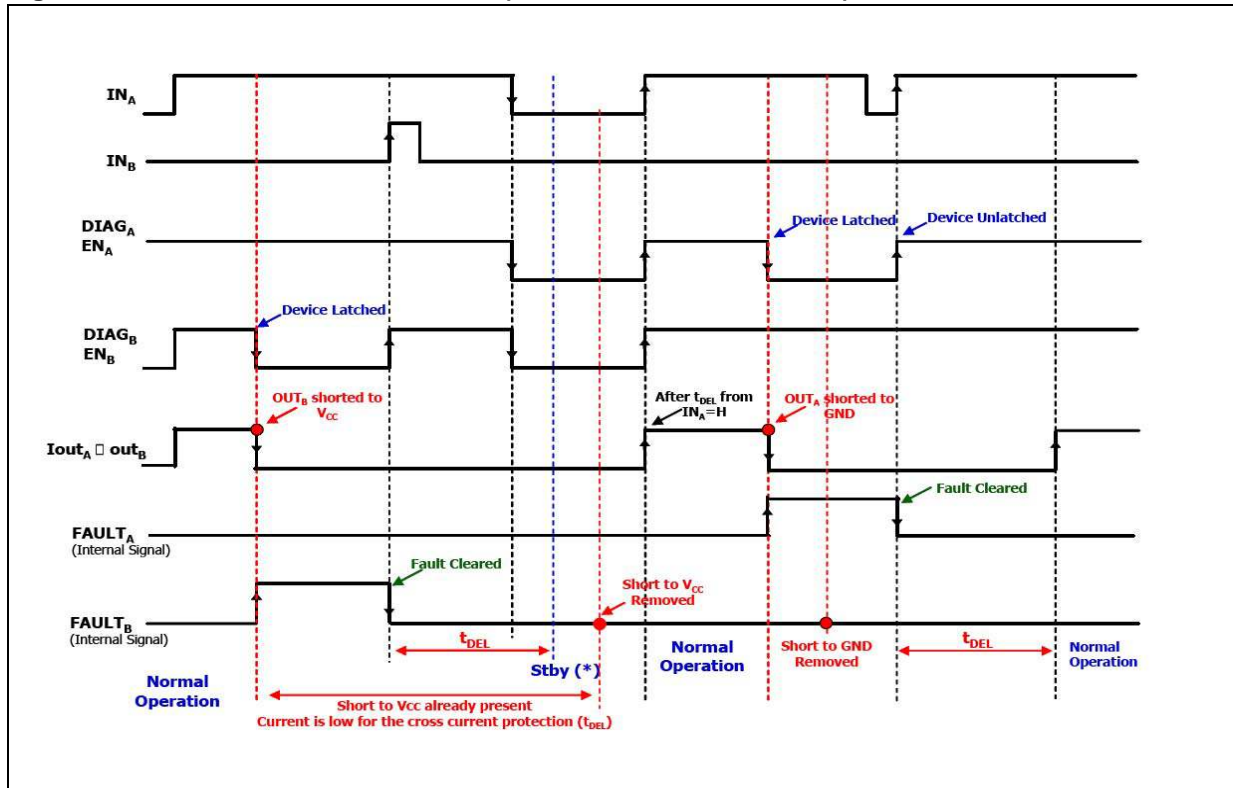 IN_A
IN_B
DIAG_A
EN_A
Device Latched
Device Unlatched
Device Latched
DIAG_B
EN_B
OUT_B shorted to
V_CC
After t_DEL from
IN_A=H
OUT_A shorted to
GND
Iout_A □ out_B
Fault Cleared
FAULT_A
(Internal Signal)
Fault Cleared
Short to V_CC
Removed
FAULT_B
(Internal Signal)
t_DEL
Stby (*)
Normal
Operation
Short to GND
Removed
t_DEL
Normal
Operation
Normal
Operation
Short to Vcc already present
Current is low for the cross current protection (t_DEL)